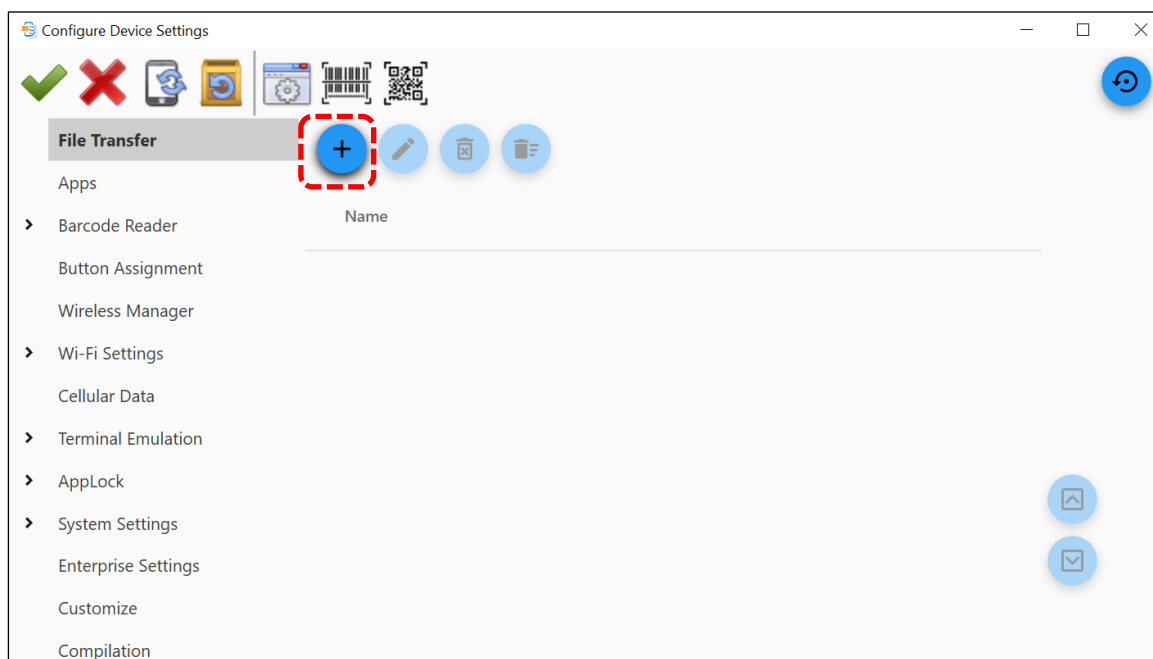 Configure Device Settings
File Transfer
Apps
Barcode Reader
Button Assignment
Wireless Manager
Wi-Fi Settings
Cellular Data
Terminal Emulation
AppLock
System Settings
Enterprise Settings
Customize
Compilation
Name